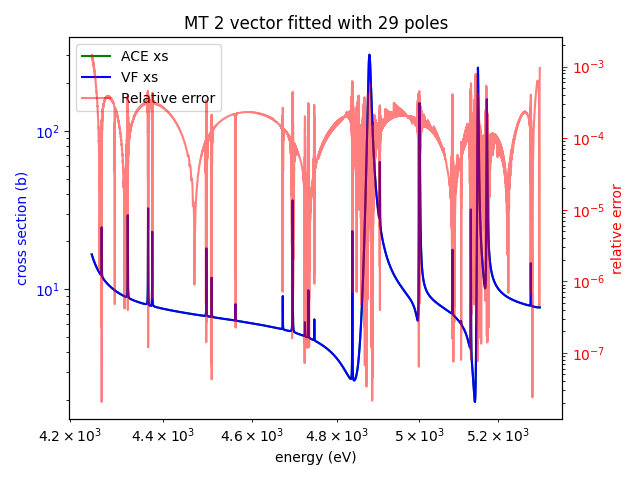 MT 2 vector fitted with 29 poles
ACE xs
VF xs
Relative error
cross section (b)
10²
10¹
relative error
10⁻³
10⁻⁴
10⁻⁵
10⁻⁶
10⁻⁷
4.2 × 10³ 4.4 × 10³ 4.6 × 10³ 4.8 × 10³ 5 × 10³ 5.2 × 10³
energy (eV)